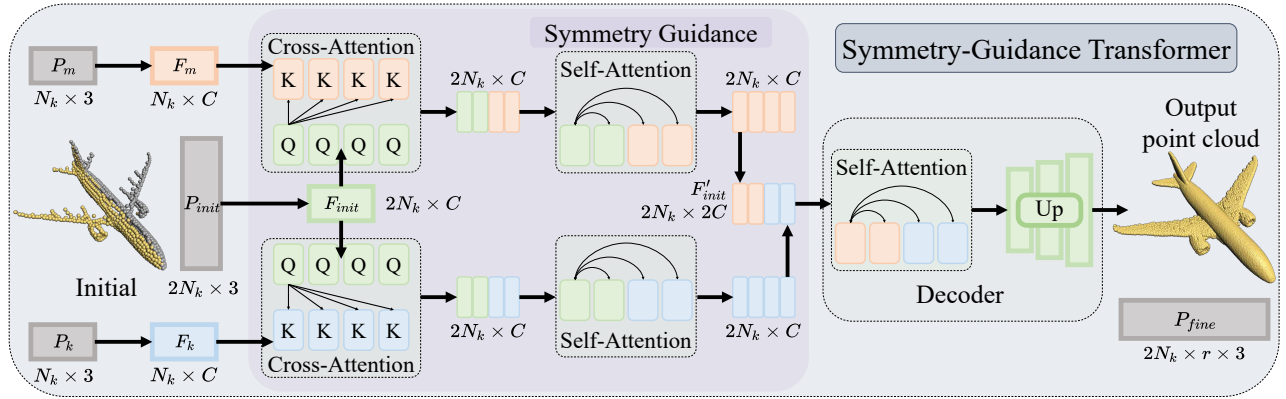 Symmetry-Guidance Transformer
Symmetry Guidance
P_m
N_k × 3
F_m
N_k × C
Cross-Attention
K K K K
Q Q Q Q
2N_k × C
Self-Attention
2N_k × C
Initial
P_init
2N_k × 3
F_init
2N_k × C
F'_init
2N_k × 2C
P_k
N_k × 3
F_k
N_k × C
Q Q Q Q
K K K K
Cross-Attention
2N_k × C
Self-Attention
2N_k × C
Self-Attention
Up
Decoder
Output
point cloud
P_fine
2N_k × r × 3